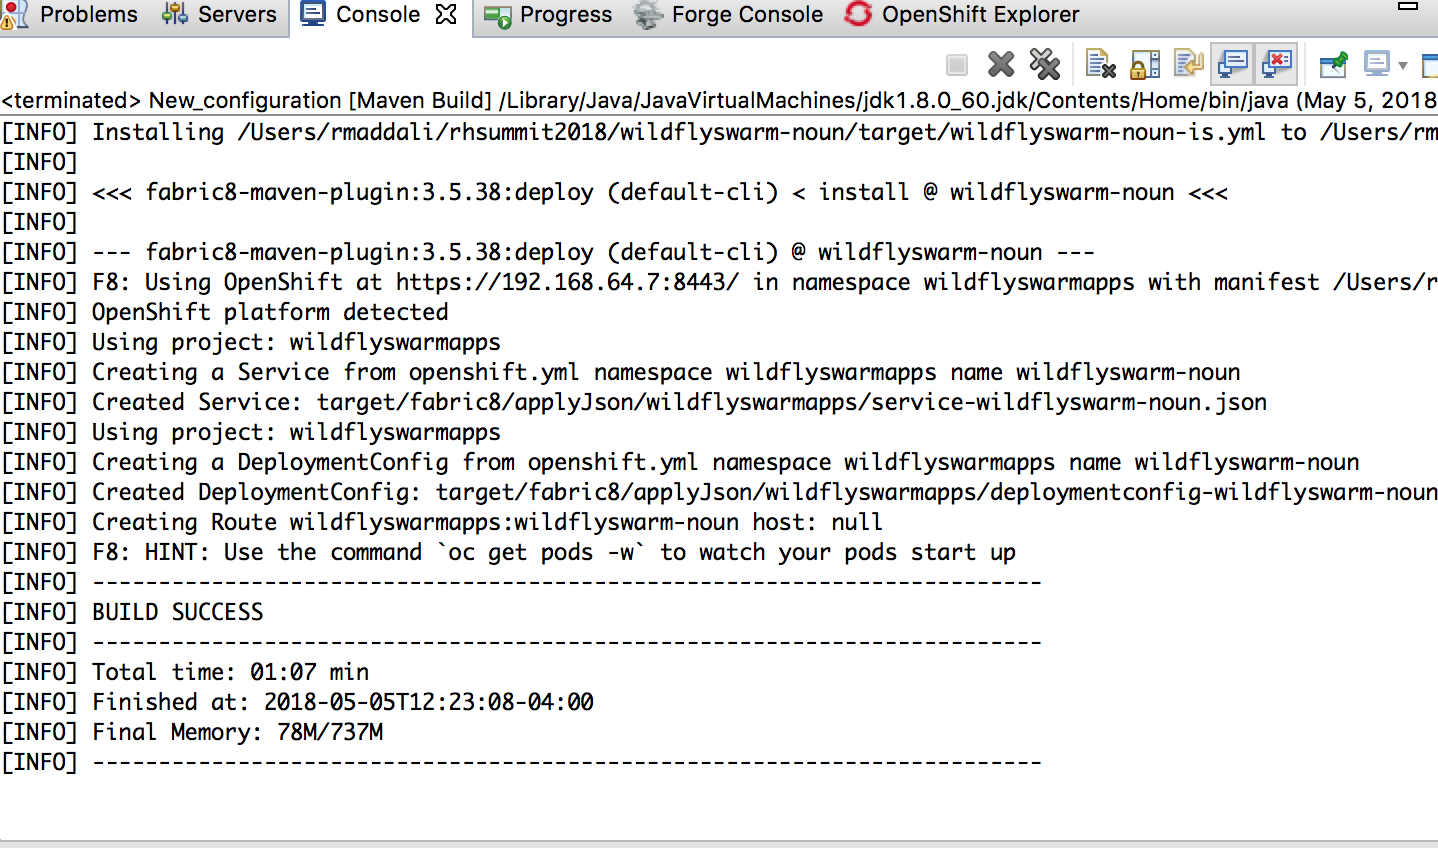 Problems Servers Console Progress Forge Console OpenShift Explorer
<terminated> New_configuration [Maven Build] /Library/Java/JavaVirtualMachines/jdk1.8.0_60.jdk/Contents/Home/bin/java (May 5, 2018
[INFO] Installing /Users/rmaddali/rhsummit2018/wildflyswarm-noun/target/wildflyswarm-noun-is.yml to /Users/rm
[INFO]
[INFO] <<< fabric8-maven-plugin:3.5.38:deploy (default-cli) < install @ wildflyswarm-noun <<<
[INFO]
[INFO] --- fabric8-maven-plugin:3.5.38:deploy (default-cli) @ wildflyswarm-noun ---
[INFO] F8: Using OpenShift at https://192.168.64.7:8443/ in namespace wildflyswarmapps with manifest /Users/r
[INFO] OpenShift platform detected
[INFO] Using project: wildflyswarmapps
[INFO] Creating a Service from openshift.yml namespace wildflyswarmapps name wildflyswarm-noun
[INFO] Created Service: target/fabric8/applyJson/wildflyswarmapps/service-wildflyswarm-noun.json
[INFO] Using project: wildflyswarmapps
[INFO] Creating a DeploymentConfig from openshift.yml namespace wildflyswarmapps name wildflyswarm-noun
[INFO] Created DeploymentConfig: target/fabric8/applyJson/wildflyswarmapps/deploymentconfig-wildflyswarm-noun
[INFO] Creating Route wildflyswarmapps:wildflyswarm-noun host: null
[INFO] F8: HINT: Use the command `oc get pods -w` to watch your pods start up
[INFO] ------------------------------------------------------------------------
[INFO] BUILD SUCCESS
[INFO] ------------------------------------------------------------------------
[INFO] Total time: 01:07 min
[INFO] Finished at: 2018-05-05T12:23:08-04:00
[INFO] Final Memory: 78M/737M
[INFO] ------------------------------------------------------------------------